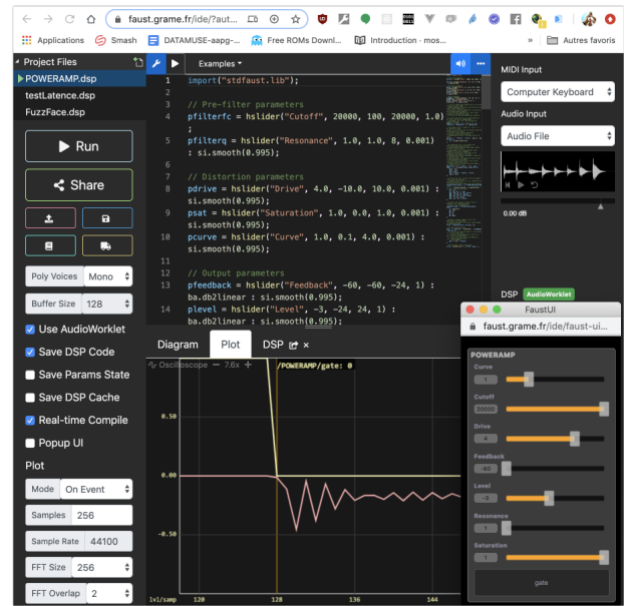 faust.grame.fr/ide/?aut...
Applications
Smash
DATAMUSE-aapg-...
Free ROMs Downl...
Introduction · mos...
»
Autres favoris
Project Files
POWERAMP.dsp
testLatence.dsp
FuzzFace.dsp
Run
Share
Poly Voices Mono
Buffer Size 128
Use AudioWorklet
Save DSP Code
Save Params State
Save DSP Cache
Real-time Compile
Popup UI
Plot
Mode On Event
Samples 256
Sample Rate 44100
FFT Size 256
FFT Overlap 2
Examples
1 import("stdfaust.lib");
2
3 // Pre-filter parameters
4 pfilterfc = hslider("Cutoff", 20000, 100, 20000, 1.0)
;
5 pfilterq = hslider("Resonance", 1.0, 1.0, 8, 0.001)
: si.smooth(0.995);
6
7 // Distortion parameters
8 pdrive = hslider("Drive", 4.0, -10.0, 10.0, 0.001) :
si.smooth(0.995);
9 psat = hslider("Saturation", 1.0, 0.0, 1.0, 0.001) :
si.smooth(0.995);
10 pcurve = hslider("Curve", 1.0, 0.1, 4.0, 0.001) :
si.smooth(0.995);
11
12 // Output parameters
13 pfeedback = hslider("Feedback", -60, -60, -24, 1) :
ba.db2linear : si.smooth(0.995);
14 plevel = hslider("Level", -3, -24, 24, 1) :
ba.db2linear : si.smooth(0.995);
Diagram
Plot
DSP
×
Oscilloscope − 7.6x +
/POWERAMP/gate: 0
0.50
0.00
-0.50
lvl/samp 120 128 136 144
MIDI Input
Computer Keyboard
Audio Input
Audio File
0.00 dB
DSP AudioWorklet
FaustUI
faust.grame.fr/ide/faust-ui...
POWERAMP
Curve
1
Cutoff
20000
Drive
4
Feedback
-60
Level
-3
Resonance
1
Saturation
1
gate